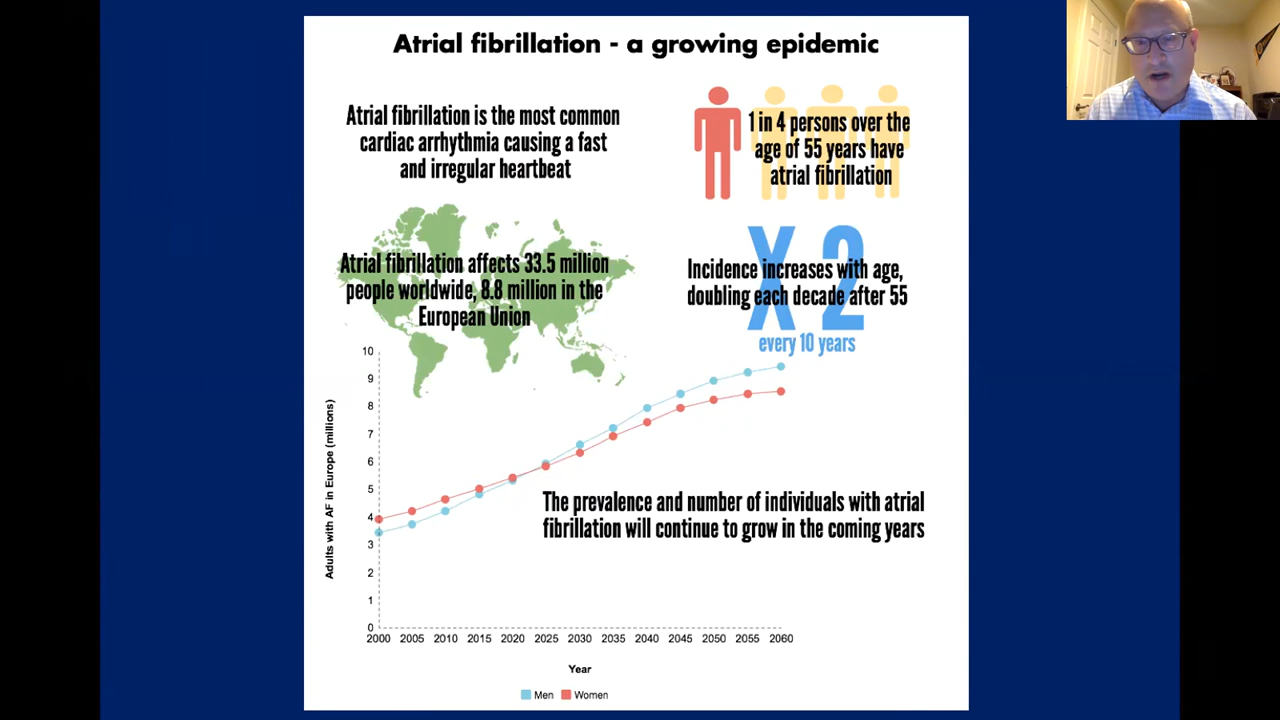 Atrial fibrillation - a growing epidemic
Atrial fibrillation is the most common
cardiac arrhythmia causing a fast
and irregular heartbeat
1 in 4 persons over the
age of 55 years have
atrial fibrillation
Atrial fibrillation affects 33.5 million
people worldwide, 8.8 million in the
European Union
X 2
Incidence increases with age,
doubling each decade after 55
every 10 years
Adults with AF in Europe (millions)
10
9
8
7
6
5
4
3
2
1
0
The prevalence and number of individuals with atrial
fibrillation will continue to grow in the coming years
2000 2005 2010 2015 2020 2025 2030 2035 2040 2045 2050 2055 2060
Year
Men Women